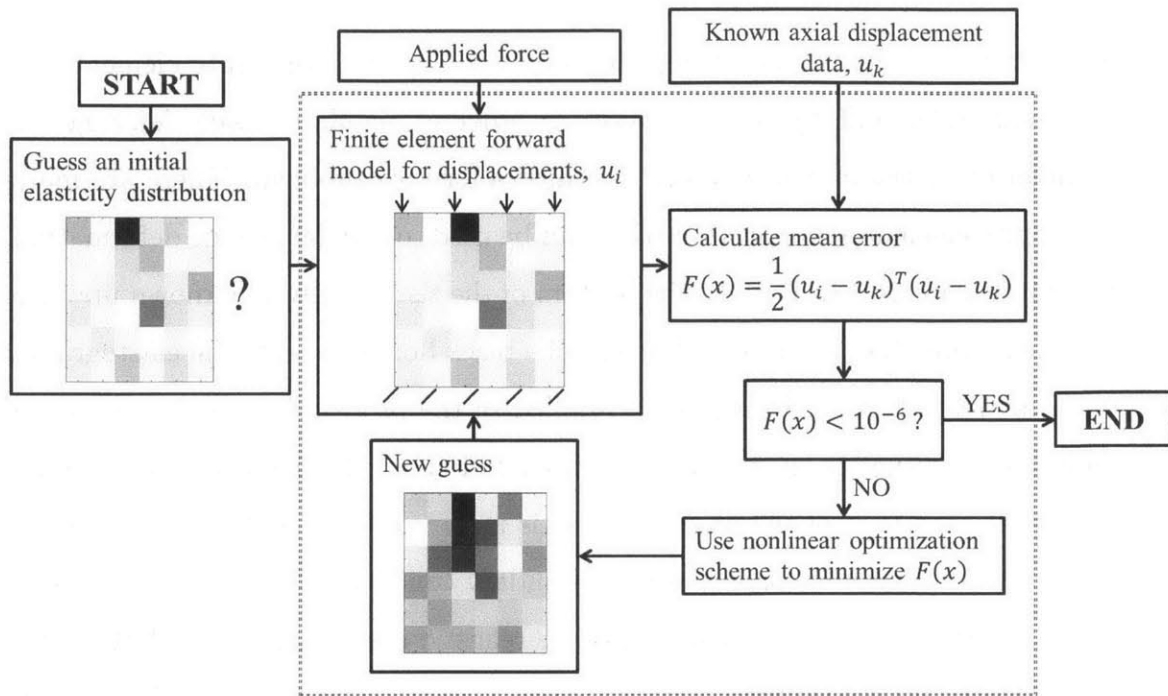 START
Guess an initial
elasticity distribution
?
Applied force
Finite element forward
model for displacements, u_i
Known axial displacement
data, u_k
Calculate mean error
F(x) = \frac{1}{2}(u_i − u_k)^T(u_i − u_k)
F(x) < 10^{−6} ?
YES
END
NO
Use nonlinear optimization
scheme to minimize F(x)
New guess